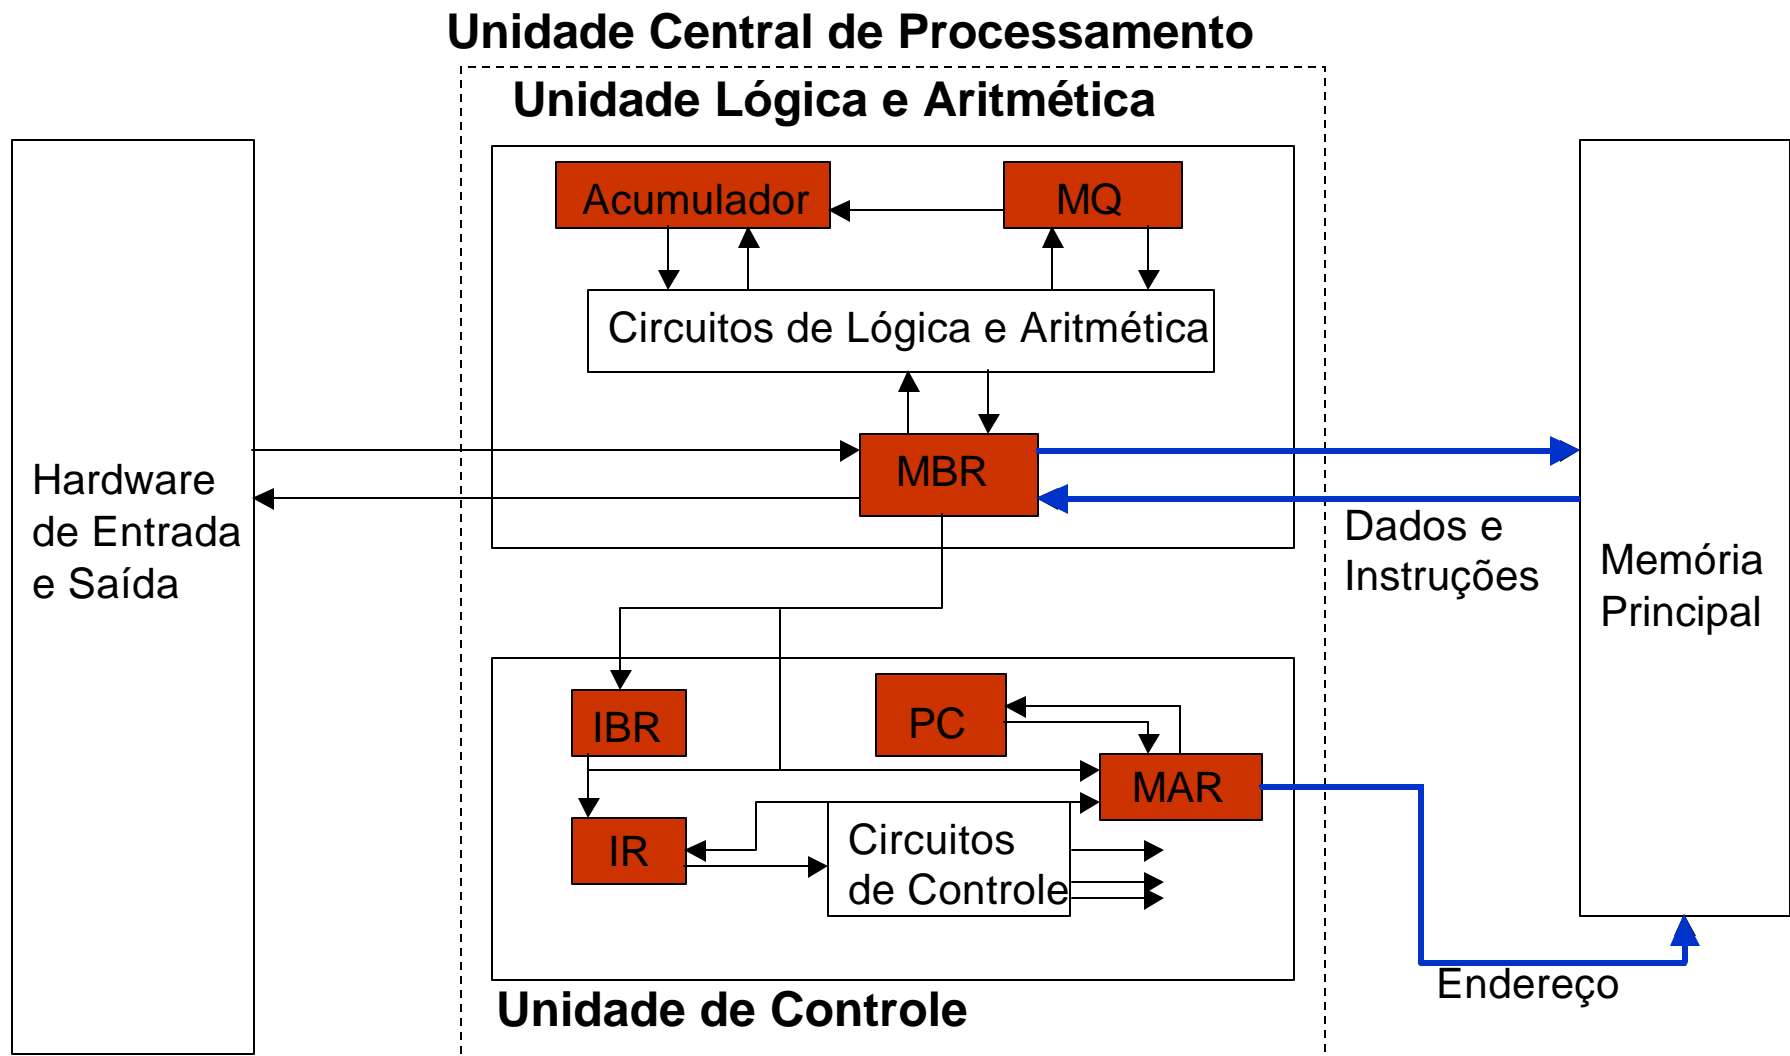 Unidade Central de Processamento
Unidade Lógica e Aritmética
Acumulador
MQ
Circuitos de Lógica e Aritmética
MBR
Hardware
de Entrada
e Saída
Dados e
Instruções
Memória
Principal
IBR
PC
MAR
IR
Circuitos
de Controle
Endereço
Unidade de Controle